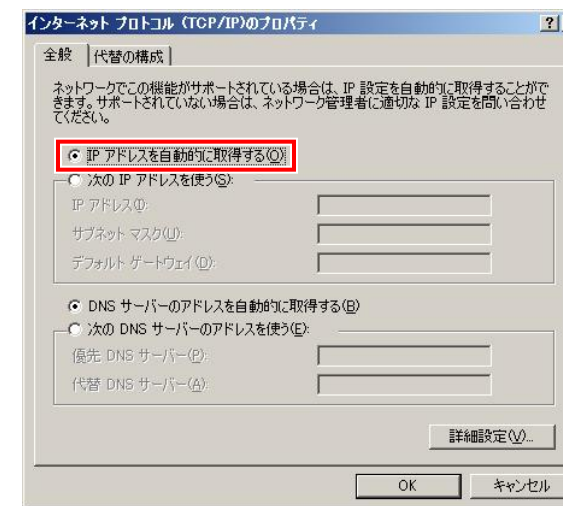 インターネット プロトコル (TCP/IP)のプロパティ
?
全般
代替の構成
ネットワークでこの機能がサポートされている場合は、IP 設定を自動的に取得することがで
きます。サポートされていない場合は、ネットワーク管理者に適切な IP 設定を問い合わせ
てください。
IP アドレスを自動的に取得する(O)
次の IP アドレスを使う(S):
IP アドレス(I):
サブネット マスク(U):
デフォルト ゲートウェイ(D):
DNS サーバーのアドレスを自動的に取得する(B)
次の DNS サーバーのアドレスを使う(E):
優先 DNS サーバー(P):
代替 DNS サーバー(A):
詳細設定(V)...
OK
キャンセル